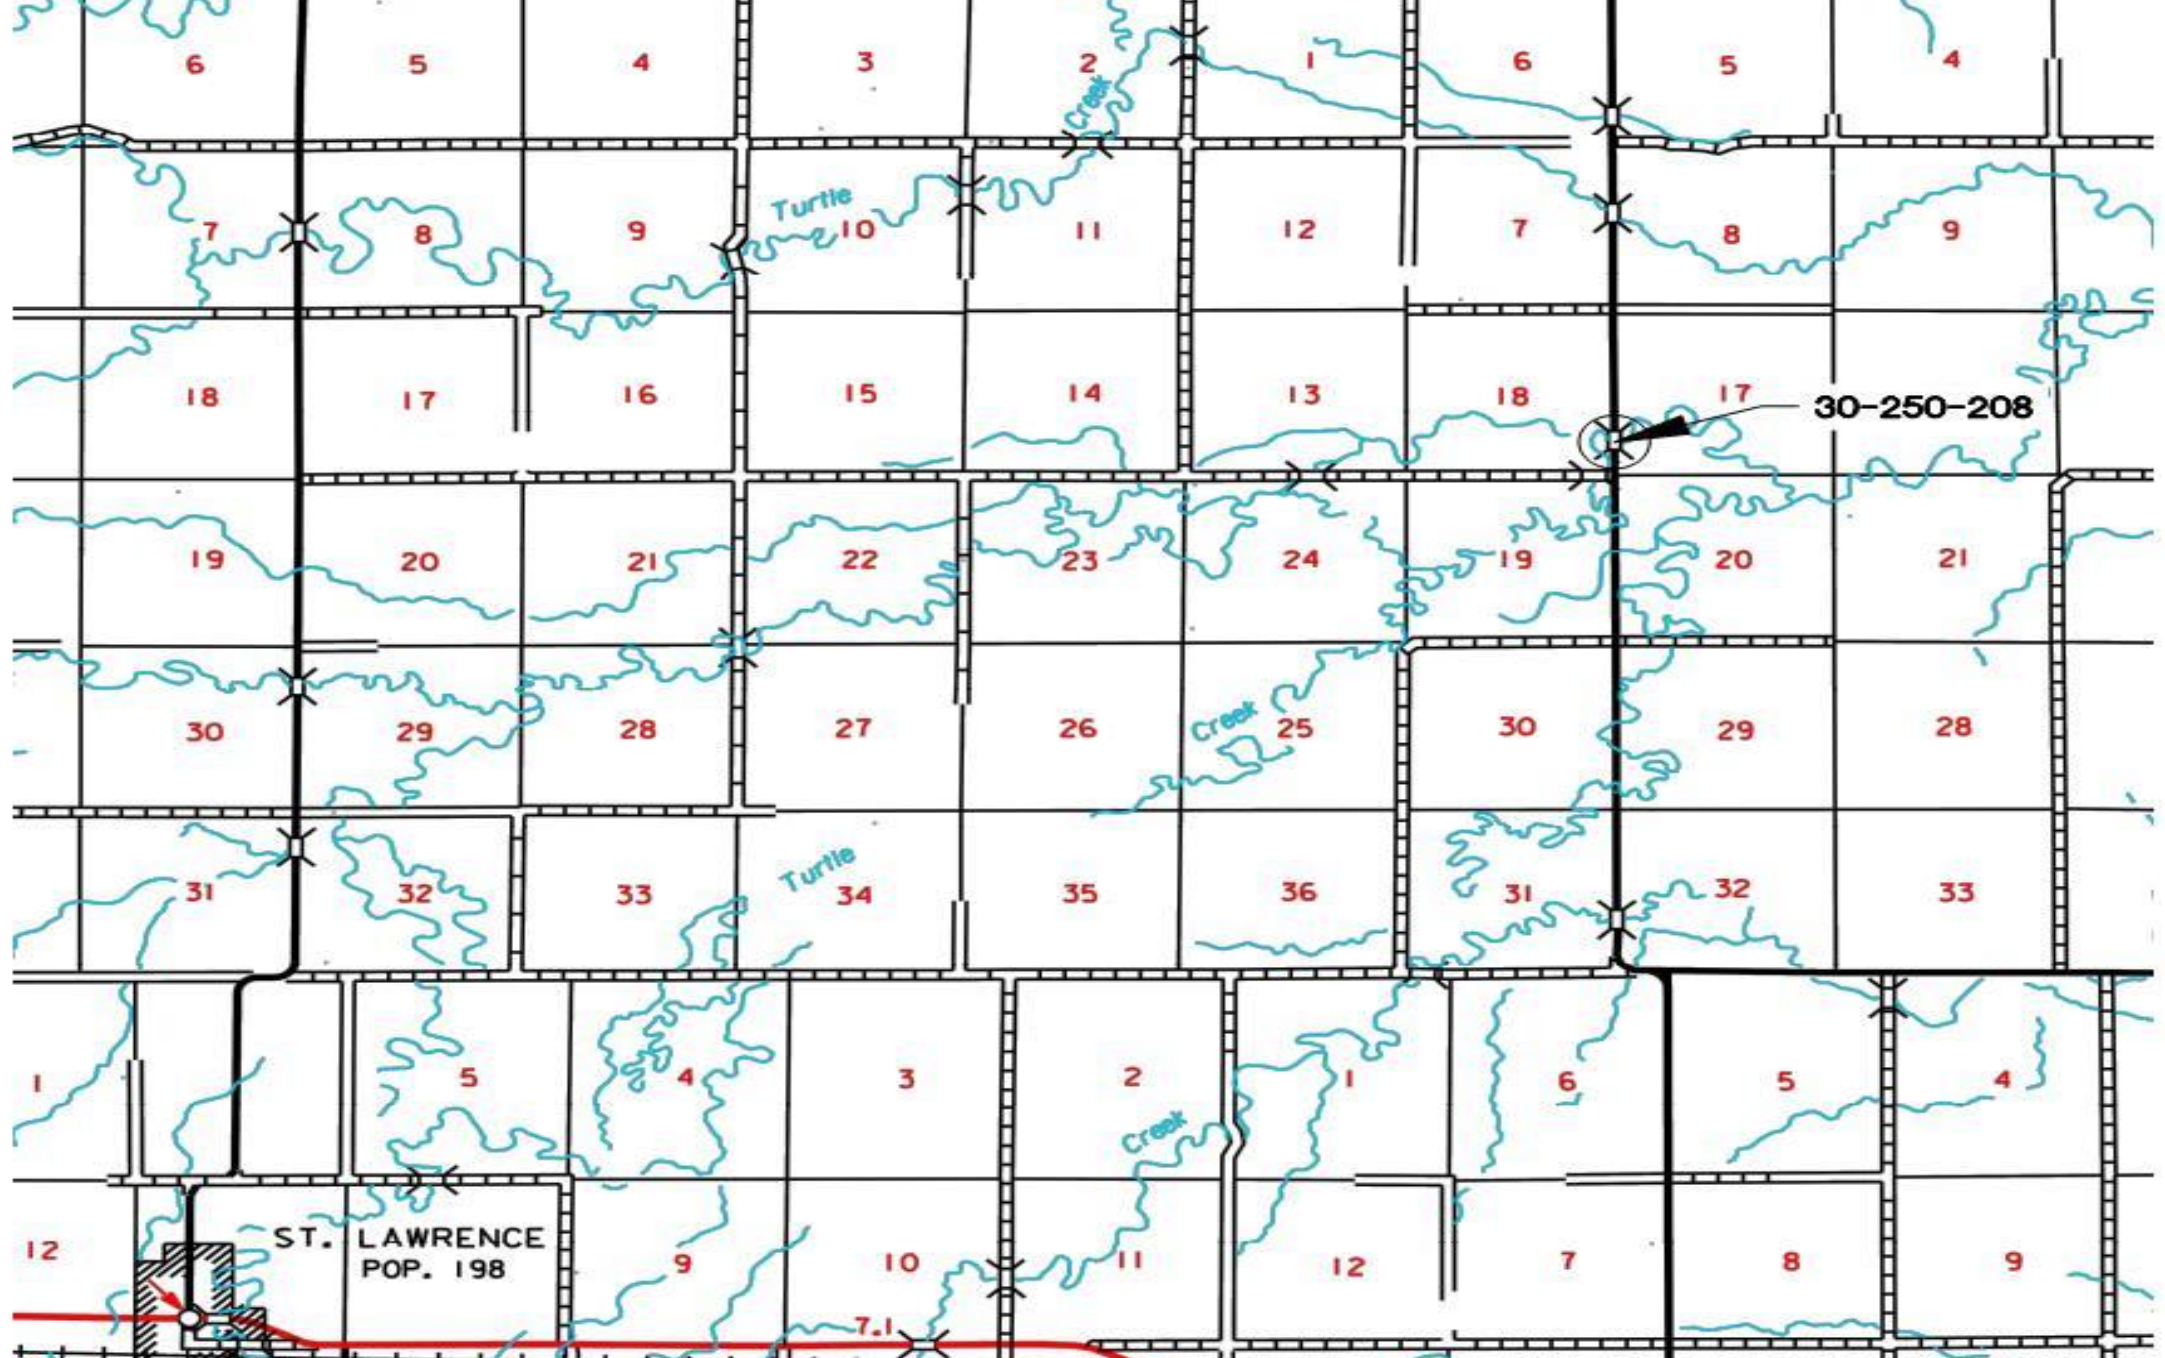 6 5 4 3 2 1 6 5 4
Creek
Turtle
7 8 9 10 11 12 7 8 9
18 17 16 15 14 13 18 17
30-250-208
19 20 21 22 23 24 19 20 21
30 29 28 27 26 Creek 25 30 29 28
Turtle
31 32 33 34 35 36 31 32 33
1 5 4 3 2 1 6 5 4
Creek
12 ST. LAWRENCE 9 10 11 12 7 8 9
POP. 198
7.1